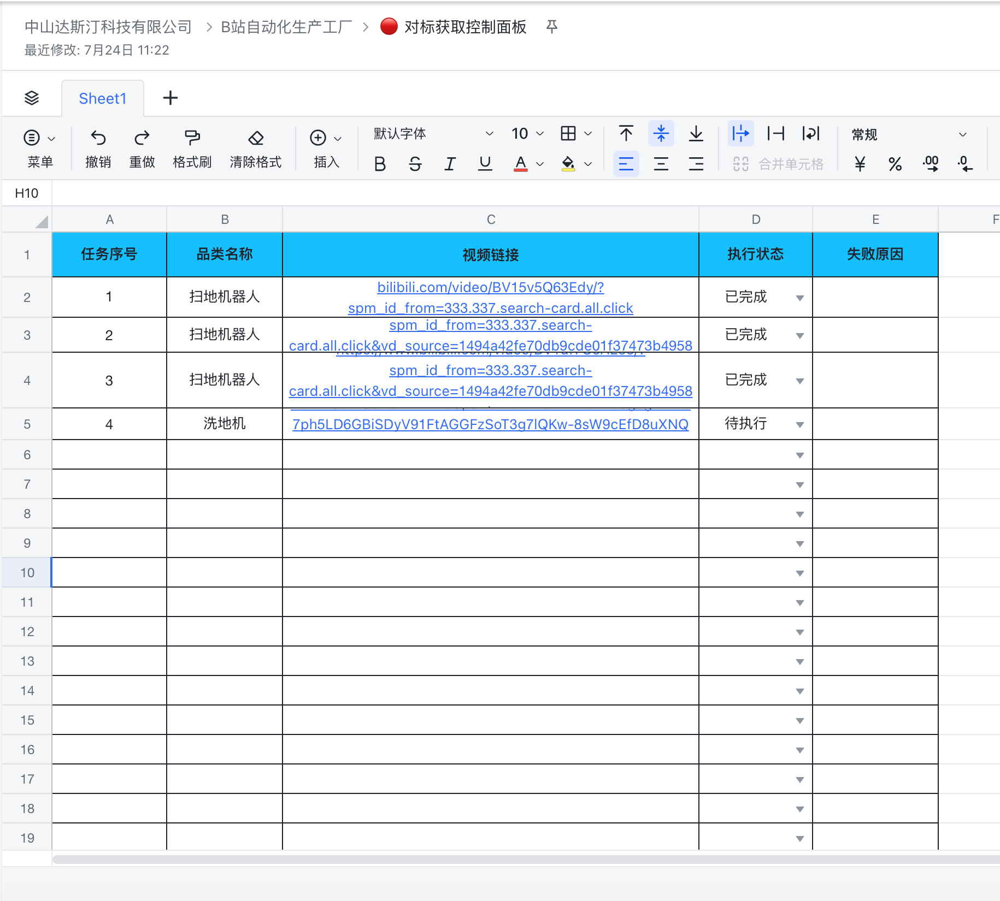 中山达斯汀科技有限公司 > B站自动化生产工厂 > 对标获取控制面板
最近修改: 7月24日 11:22
Sheet1
菜单 撤销 重做 格式刷 清除格式 插入 默认字体 10 常规
B S I U A 合并单元格 ¥ % .00 .0
H10
A B C D E F
1 任务序号 品类名称 视频链接 执行状态 失败原因
2 1 扫地机器人 bilibili.com/video/BV15v5Q63Edy/? 已完成
spm_id_from=333.337.search-card.all.click
3 2 扫地机器人 spm_id_from=333.337.search- 已完成
card.all.click&vd_source=1494a42fe70db9cde01f37473b4958
4 3 扫地机器人 spm_id_from=333.337.search- 已完成
card.all.click&vd_source=1494a42fe70db9cde01f37473b4958
5 4 洗地机 7ph5LD6GBiSDyV91FtAGGFzSoT3g7lQKw-8sW9cEfD8uXNQ 待执行
6
7
8
9
10
11
12
13
14
15
16
17
18
19